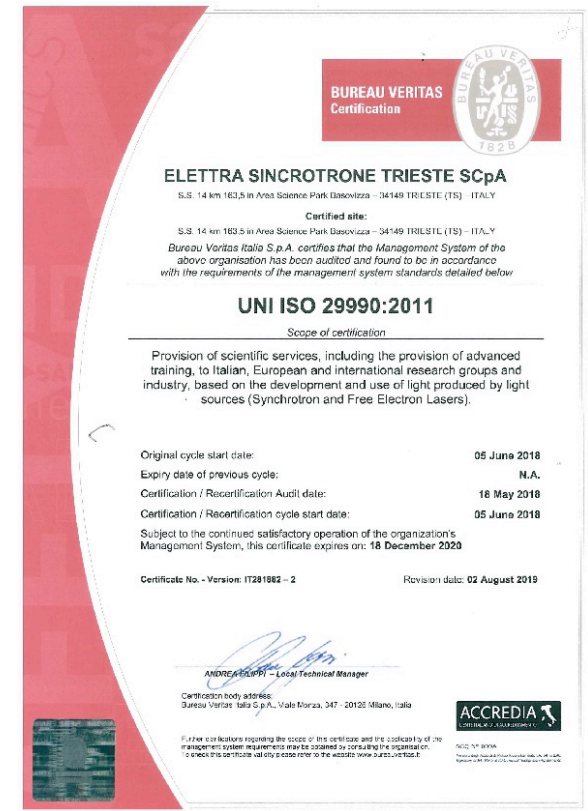 BUREAU VERITAS
Certification
BUREAU VERITAS
1828
ELETTRA SINCROTRONE TRIESTE SCpA
S.S. 14 km 163,5 in Area Science Park Basovizza – 34149 TRIESTE (TS) – ITALY
Certified site:
S.S. 14 km 163,5 in Area Science Park Basovizza – 34149 TRIESTE (TS) – ITALY
Bureau Veritas Italia S.p.A. certifies that the Management System of the
above organisation has been audited and found to be in accordance
with the requirements of the management system standards detailed below
UNI ISO 29990:2011
Scope of certification
Provision of scientific services, including the provision of advanced
training, to Italian, European and international research groups and
industry, based on the development and use of light produced by light
sources (Synchrotron and Free Electron Lasers).
Original cycle start date: 05 June 2018
Expiry date of previous cycle: N.A.
Certification / Recertification Audit date: 18 May 2018
Certification / Recertification cycle start date: 05 June 2018
Subject to the continued satisfactory operation of the organization's
Management System, this certificate expires on: 18 December 2020
Certificate No. - Version: IT281882 – 2 Revision date: 02 August 2019
ANDREA FILIPPI – Local Technical Manager
Certification body address:
Bureau Veritas Italia S.p.A., Viale Monza, 347 - 20126 Milano, Italia
Further clarifications regarding the scope of this certificate and the applicability of the
management system requirements may be obtained by consulting the organisation.
To check this certificate validity please refer to the website www.bureauveritas.it
ACCREDIA